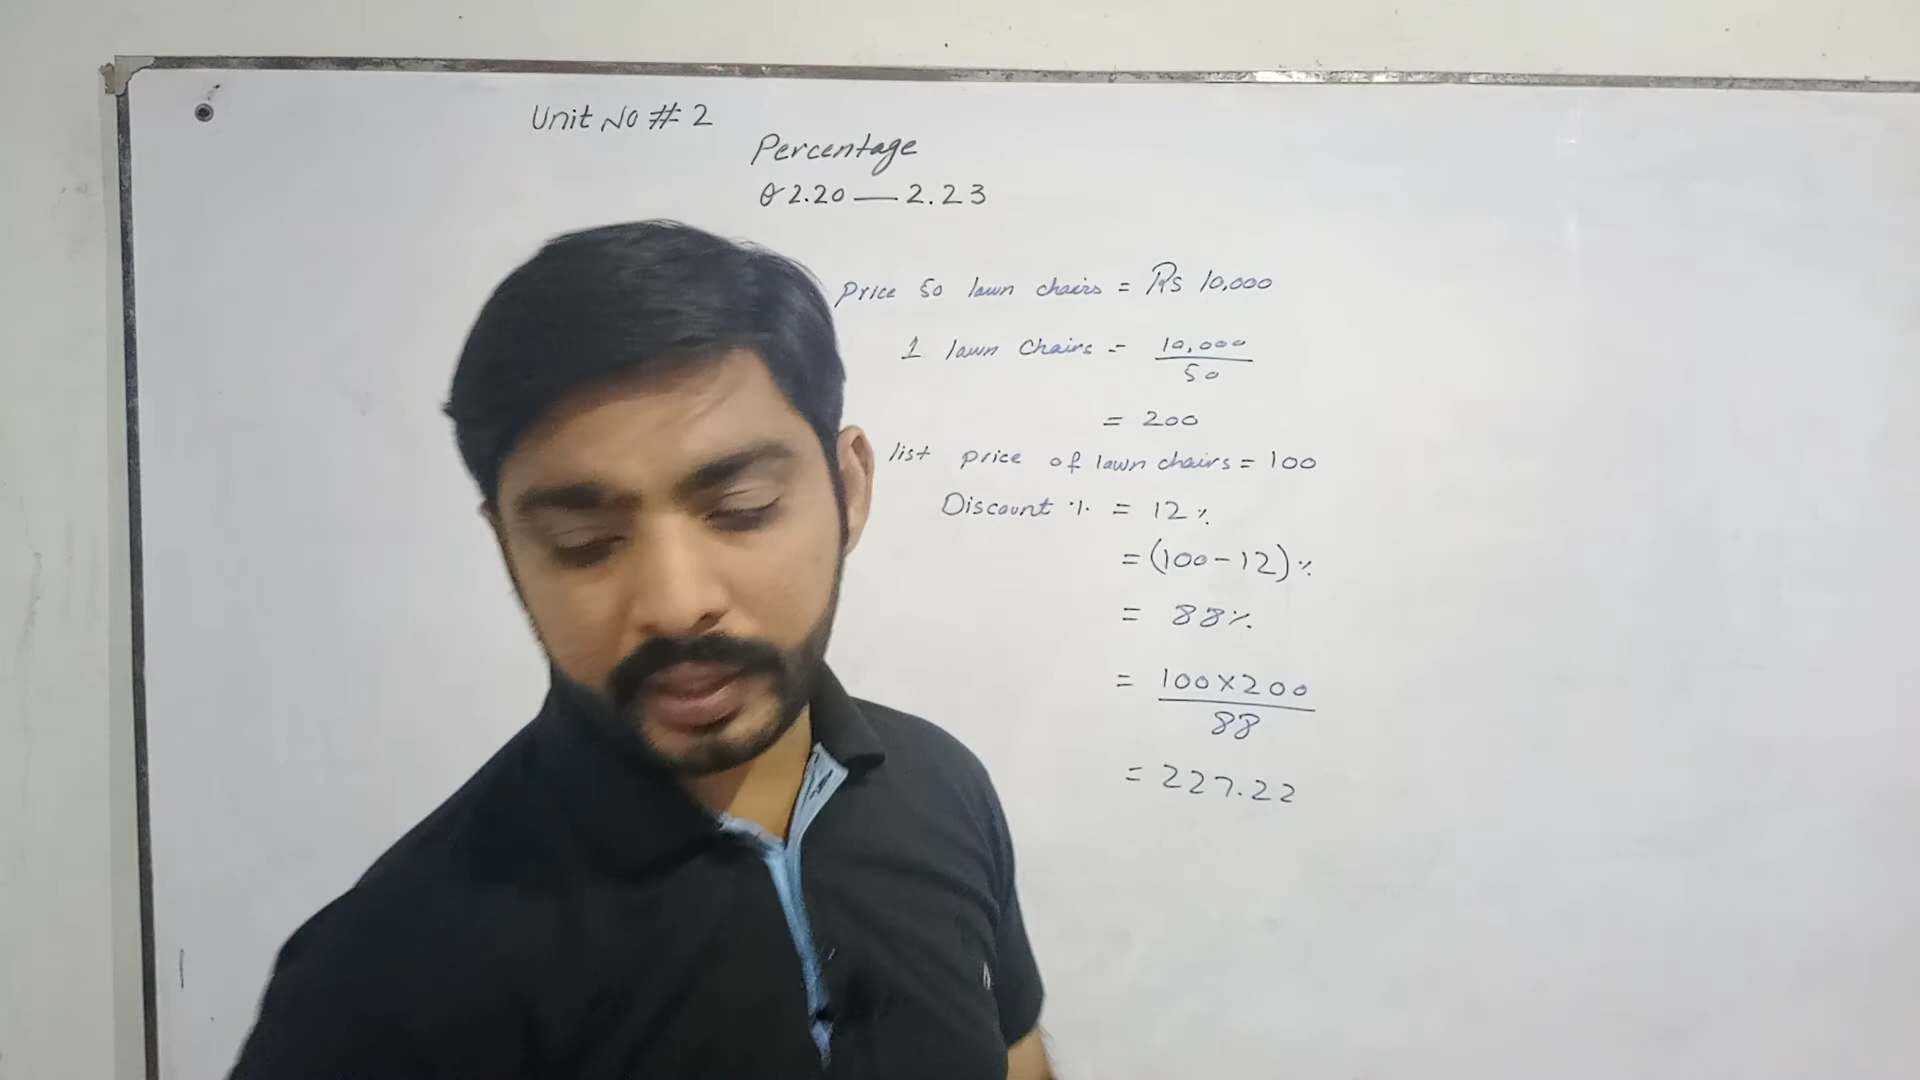 Unit No # 2
Percentage
Q 2.20 — 2.23
Price 50 lawn chairs = Rs 10,000
1 lawn Chairs = 10,000
50
= 200
list price of lawn chairs = 100
Discount % = 12 %
= (100 - 12) %
= 88 %
= 100 × 200
88
= 227.22